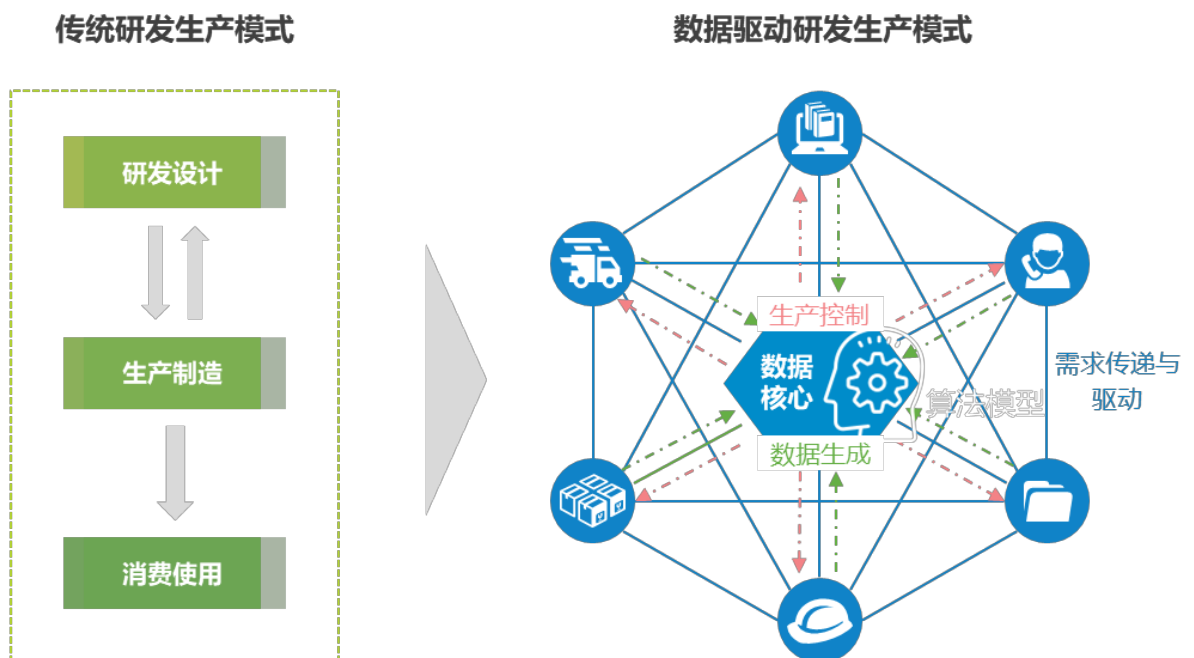 传统研发生产模式
数据驱动研发生产模式
研发设计
生产制造
消费使用
生产控制
数据
核心
算法模型
数据生成
需求传递与
驱动